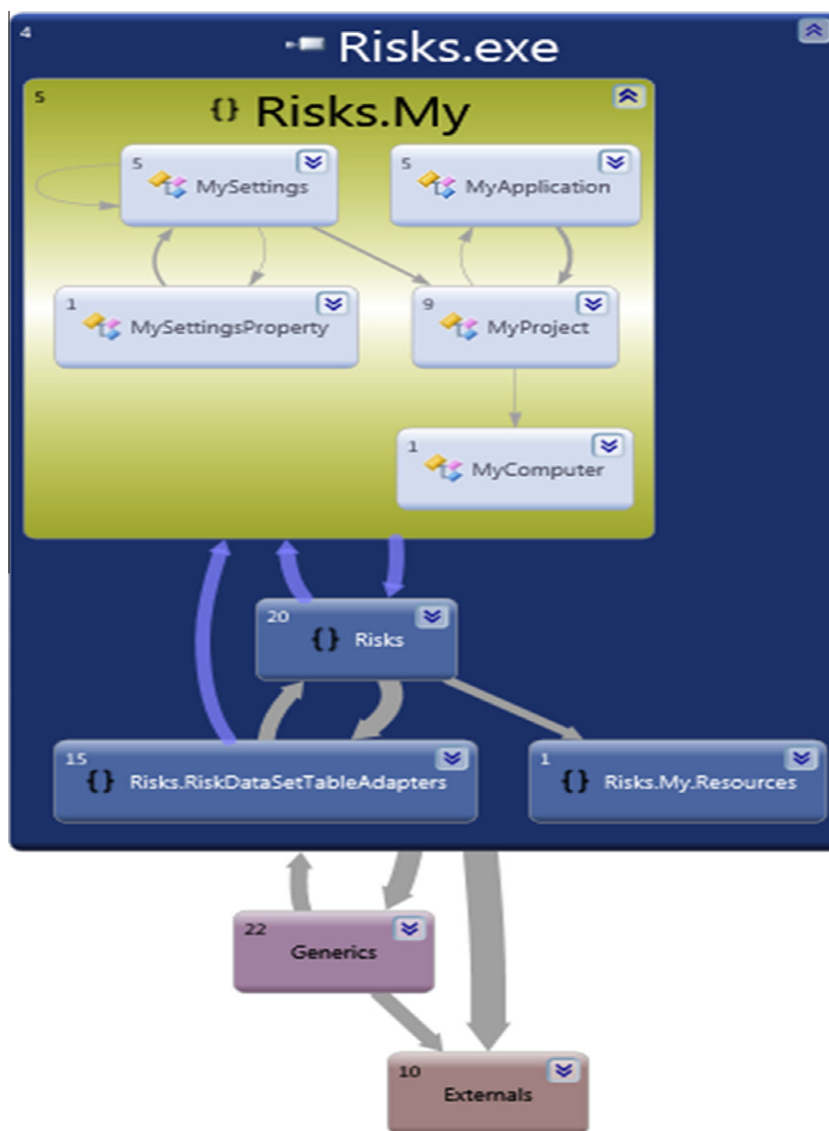 4
Risks.exe
5
{} Risks.My
5
MySettings
5
MyApplication
1
MySettingsProperty
9
MyProject
1
MyComputer
20
{} Risks
15
{} Risks.RiskDataSetTableAdapters
1
{} Risks.My.Resources
22
Generics
10
Externals